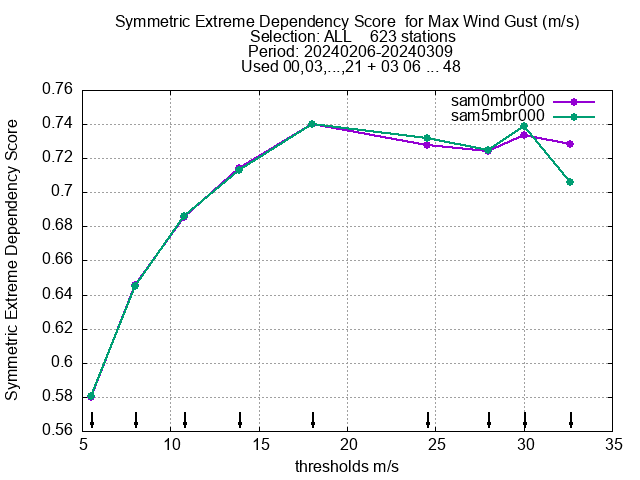 Symmetric Extreme Dependency Score  for Max Wind Gust (m/s)
Selection: ALL    623 stations
Period: 20240206-20240309
Used 00,03,...,21 + 03 06 ... 48
sam0mbr000
sam5mbr000
Symmetric Extreme Dependency Score
0.76
0.74
0.72
0.7
0.68
0.66
0.64
0.62
0.6
0.58
0.56
5 10 15 20 25 30 35
thresholds m/s